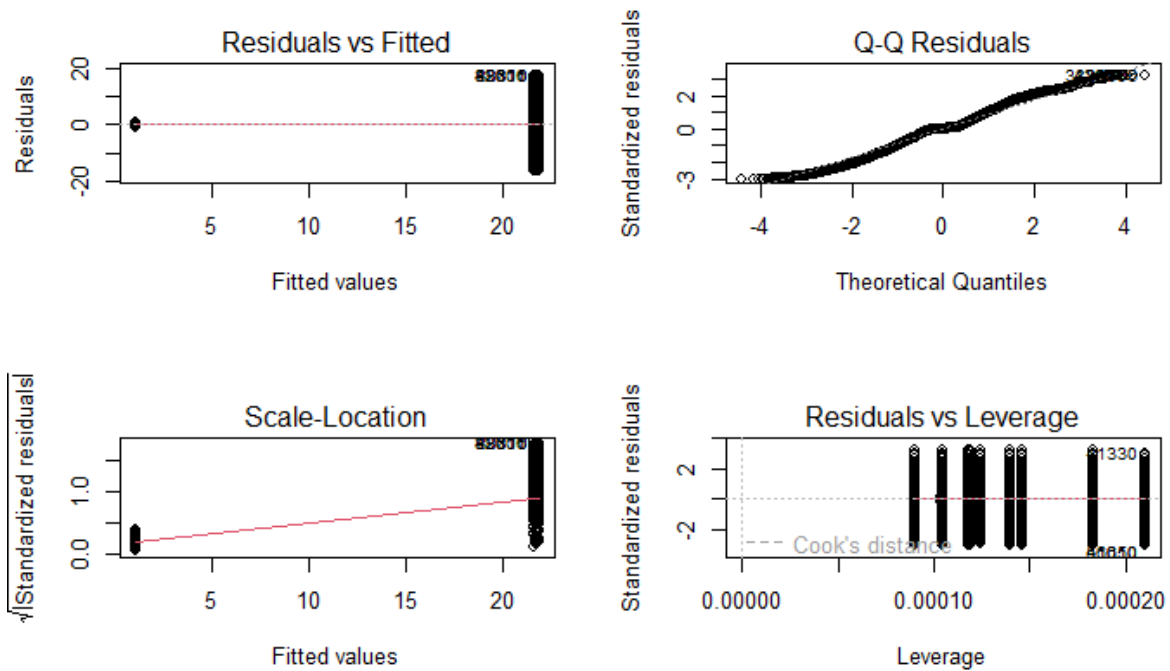 Residuals vs Fitted
Residuals
20
0
-20
5
10
15
20
Fitted values
Q-Q Residuals
Standardized residuals
2
0
-3
-4
-2
0
2
4
Theoretical Quantiles
Scale-Location
√|Standardized residuals|
1.0
0.0
5
10
15
20
Fitted values
Residuals vs Leverage
Standardized residuals
2
-2
Cook's distance
0.00000
0.00010
0.00020
Leverage